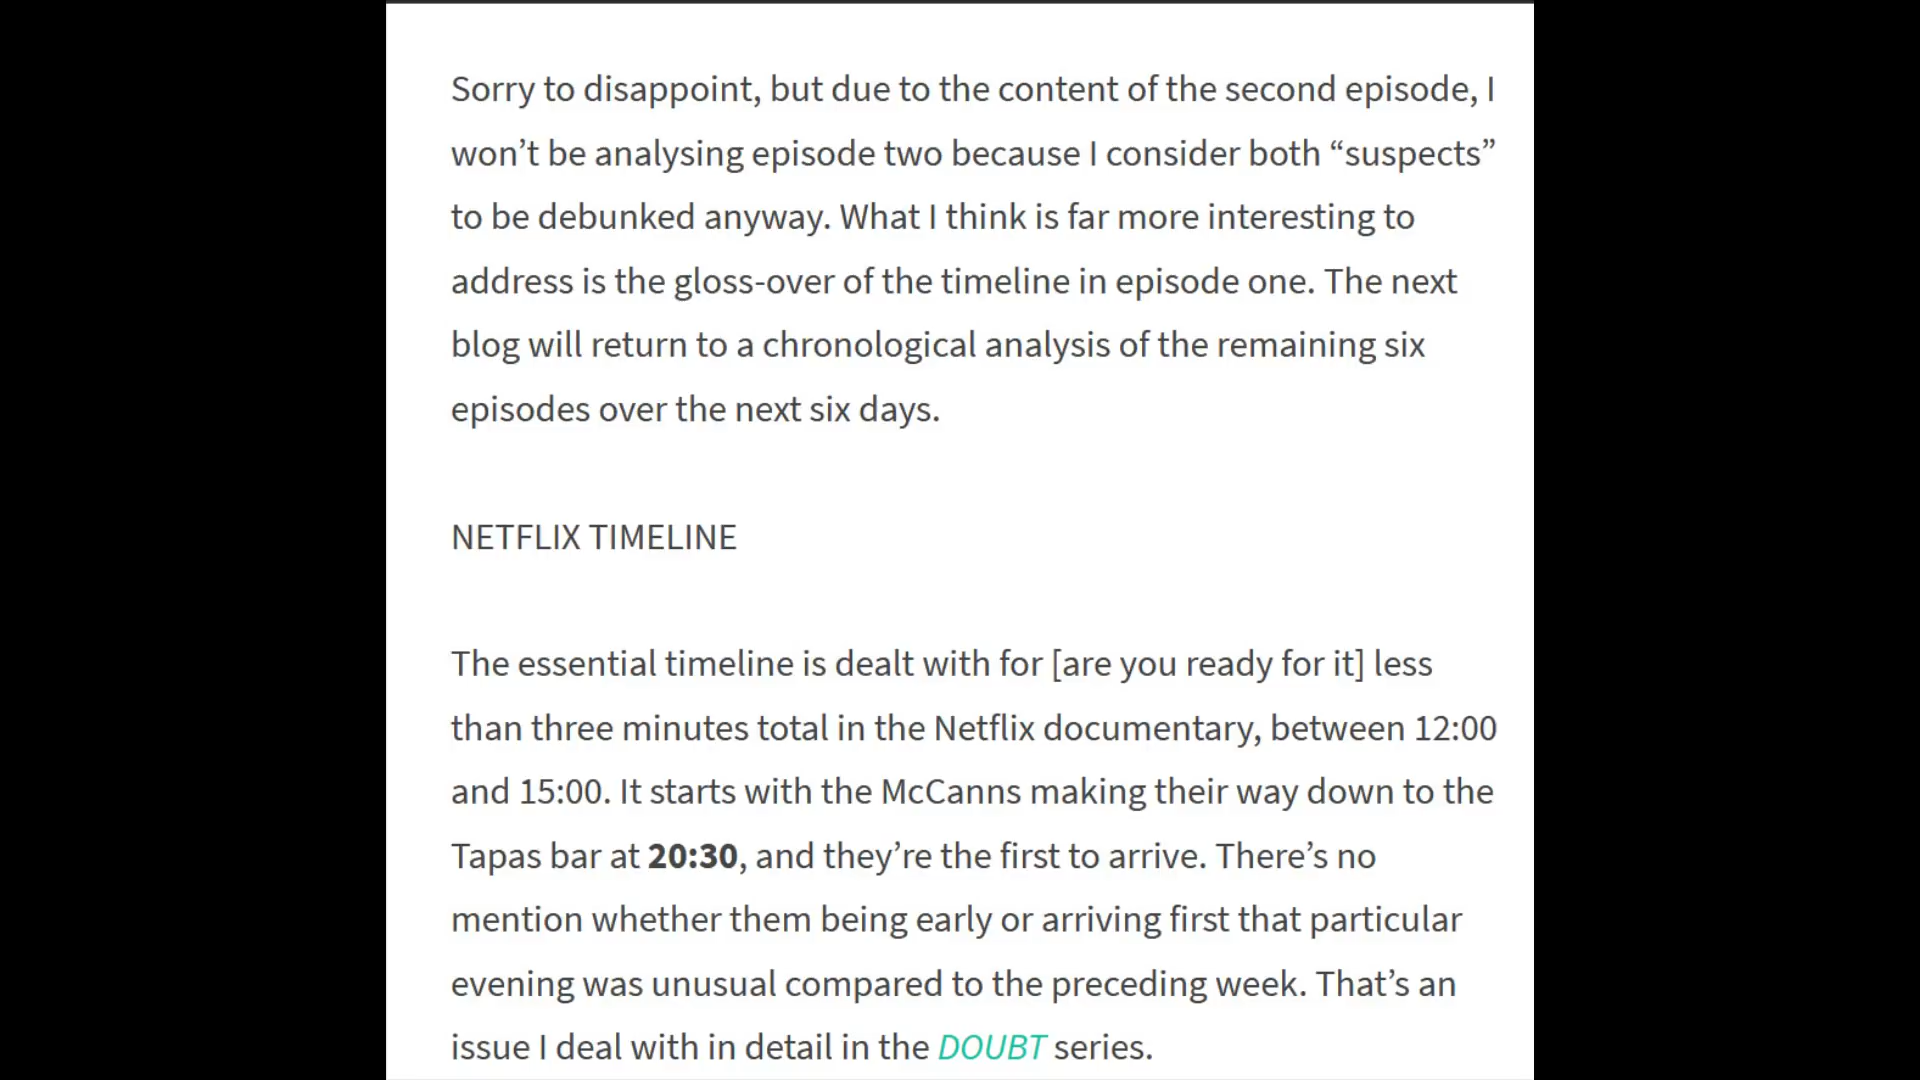 Sorry to disappoint, but due to the content of the second episode, I
won’t be analysing episode two because I consider both “suspects”
to be debunked anyway. What I think is far more interesting to
address is the gloss-over of the timeline in episode one. The next
blog will return to a chronological analysis of the remaining six
episodes over the next six days.
NETFLIX TIMELINE
The essential timeline is dealt with for [are you ready for it] less
than three minutes total in the Netflix documentary, between 12:00
and 15:00. It starts with the McCanns making their way down to the
Tapas bar at 20:30, and they’re the first to arrive. There’s no
mention whether them being early or arriving first that particular
evening was unusual compared to the preceding week. That’s an
issue I deal with in detail in the DOUBT series.